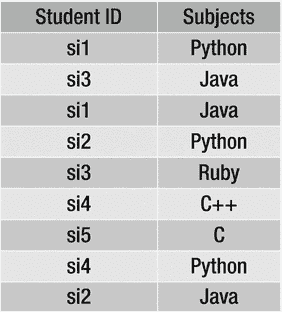 Student ID Subjects
si1 Python
si3 Java
si1 Java
si2 Python
si3 Ruby
si4 C++
si5 C
si4 Python
si2 Java